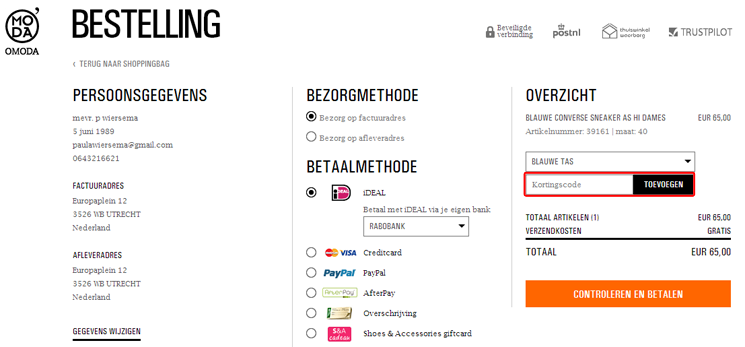 MO'
DA
OMODA
BESTELLING
Beveiligde
verbinding
postnl
thuiswinkel
waarborg
TRUSTPILOT
‹ TERUG NAAR SHOPPINGBAG
PERSOONSGEGEVENS
mevr. p wiersema
5 juni 1989
paulawiersema@gmail.com
0643216621
FACTUURADRES
Europaplein 12
3526 WB UTRECHT
Nederland
AFLEVERADRES
Europaplein 12
3526 WB UTRECHT
Nederland
GEGEVENS WIJZIGEN
BEZORGMETHODE
Bezorg op factuuradres
Bezorg op afleveradres
BETAALMETHODE
iDEAL
Betaal met iDEAL via je eigen bank
RABOBANK
VISA Creditcard
PayPal PayPal
AfterPay AfterPay
Overschrijving
S&A
cadeau
Shoes & Accessories giftcard
OVERZICHT
BLAUWE CONVERSE SNEAKER AS HI DAMES EUR 65,00
Artikelnummer: 39161 | maat: 40
BLAUWE TAS
Kortingscode TOEVOEGEN
TOTAAL ARTIKELEN (1) EUR 65,00
VERZENDKOSTEN GRATIS
TOTAAL EUR 65,00
CONTROLEREN EN BETALEN